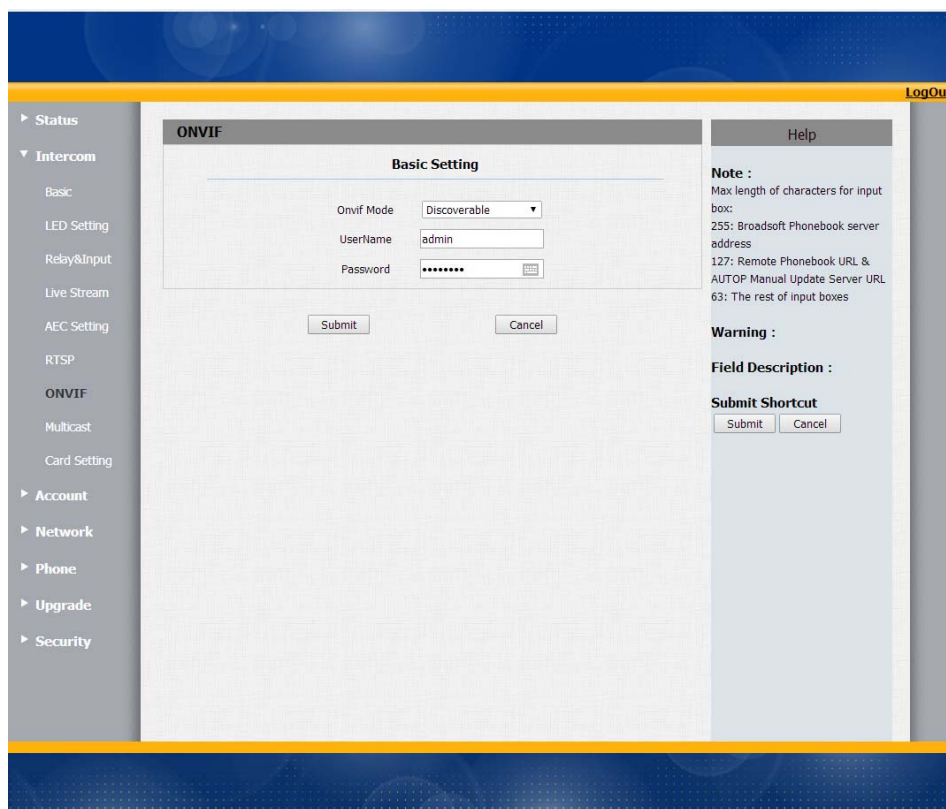 LogOu
Status
Intercom
Basic
LED Setting
Relay&Input
Live Stream
AEC Setting
RTSP
ONVIF
Multicast
Card Setting
Account
Network
Phone
Upgrade
Security
ONVIF
Basic Setting
Onvif Mode Discoverable
UserName admin
Password ••••••••
Submit Cancel
Help
Note :
Max length of characters for input
box:
255: Broadsoft Phonebook server
address
127: Remote Phonebook URL &
AUTOP Manual Update Server URL
63: The rest of input boxes
Warning :
Field Description :
Submit Shortcut
Submit Cancel